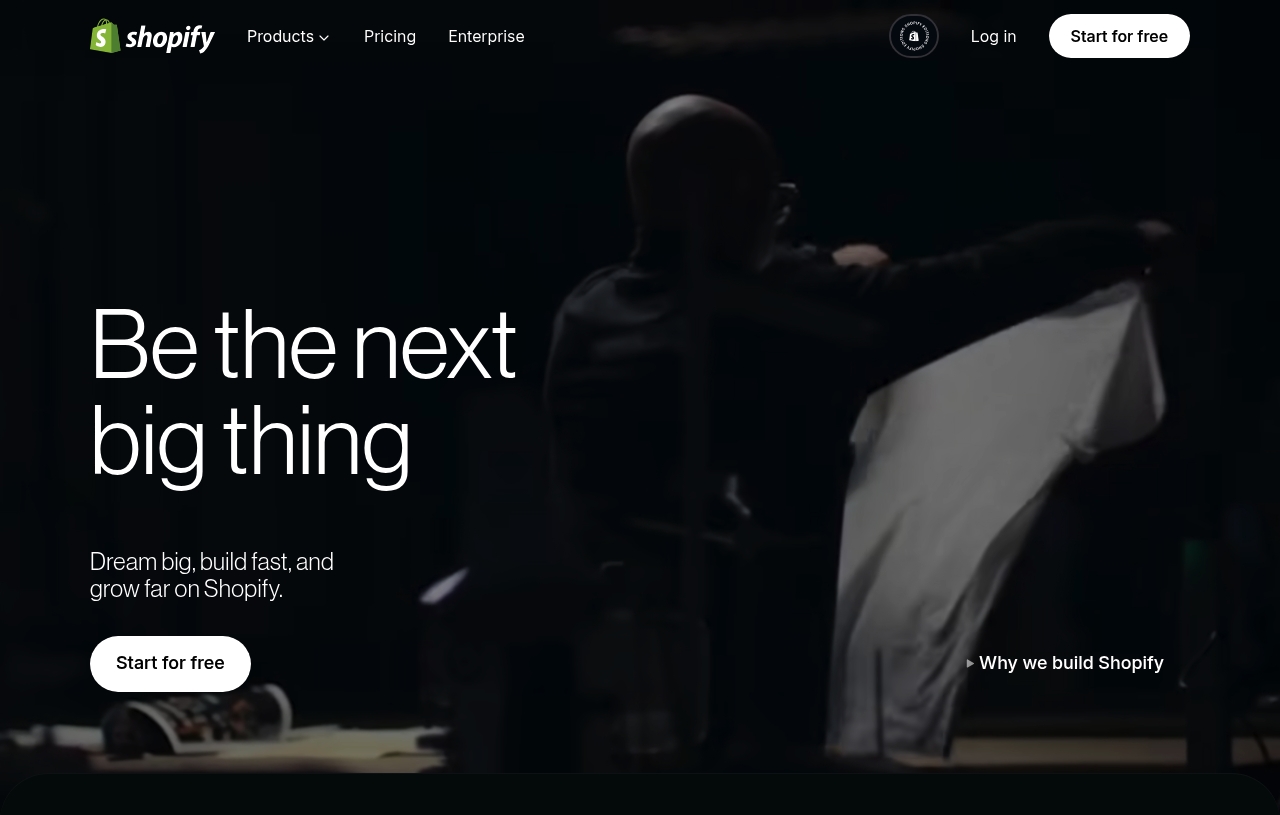 shopify
Products
Pricing
Enterprise
Log in
Start for free
Be the next
big thing
Dream big, build fast, and
grow far on Shopify.
Start for free
Why we build Shopify